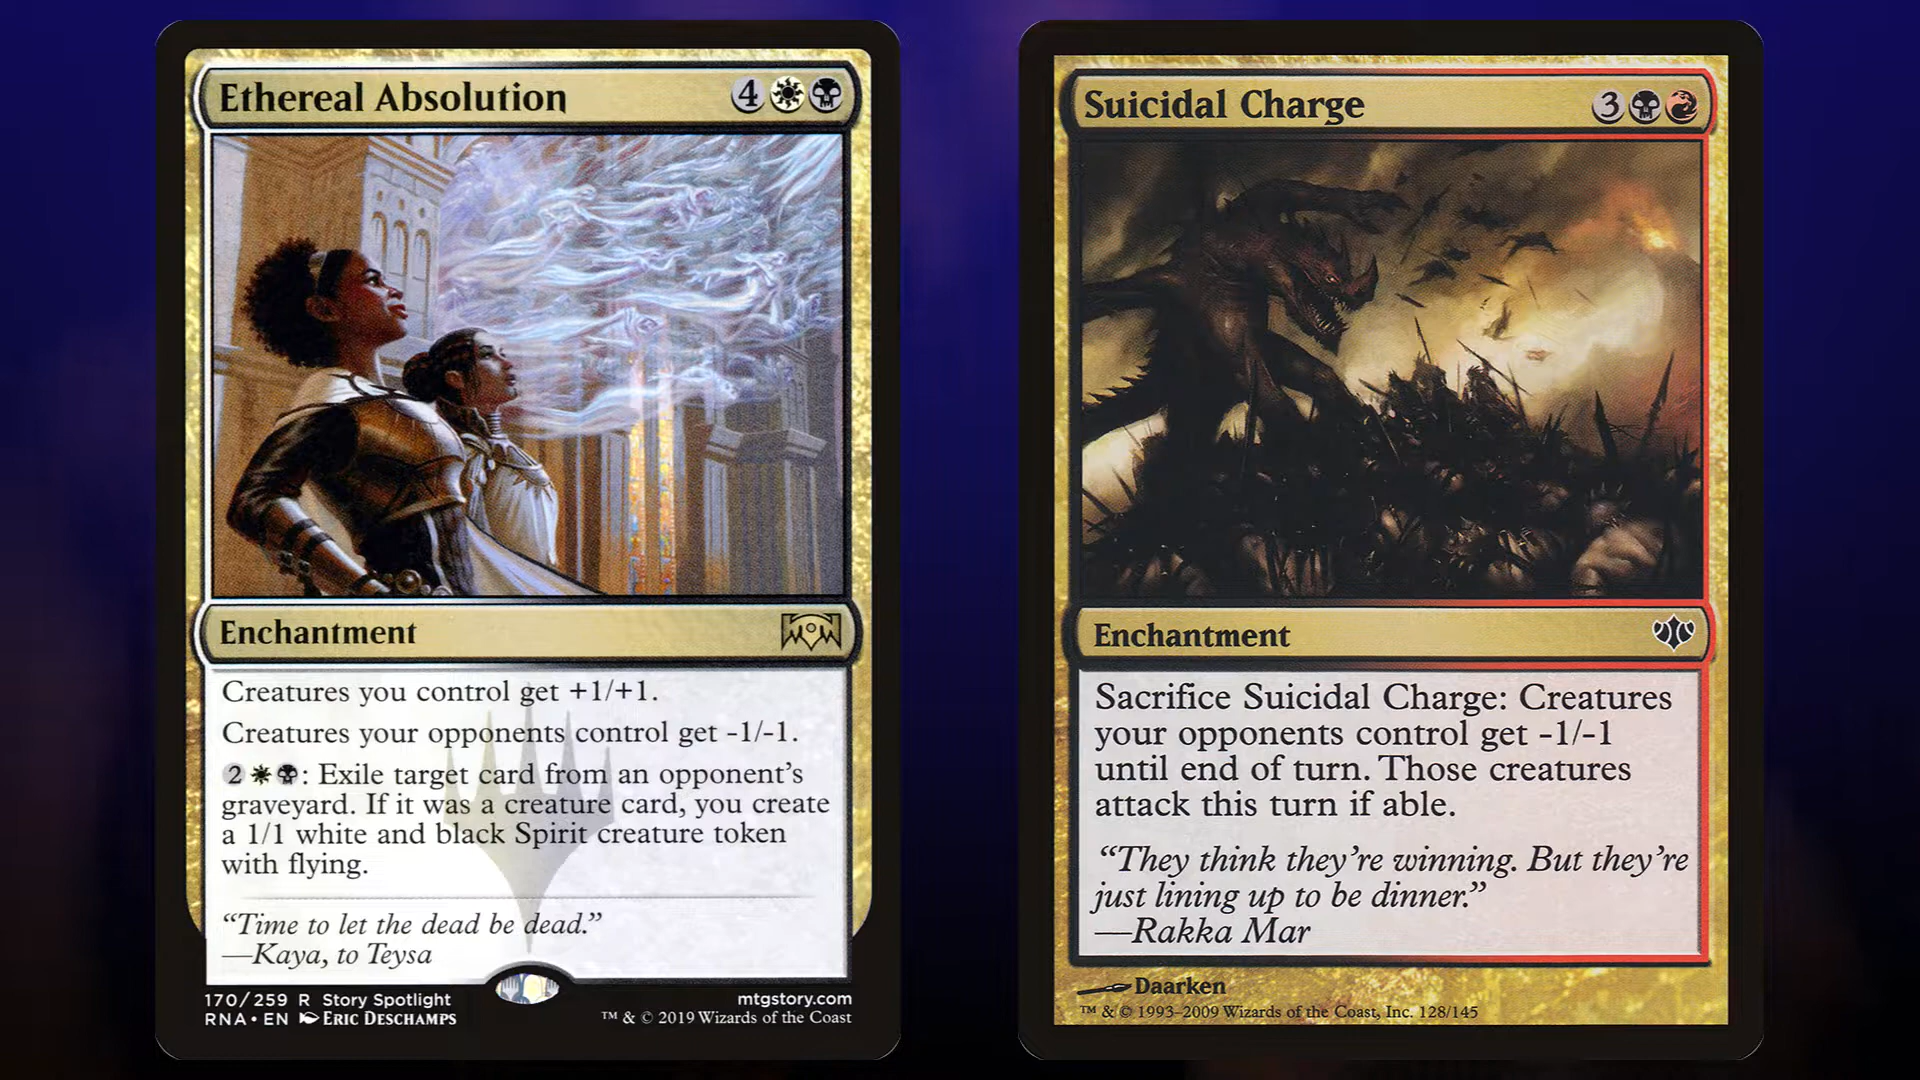 Ethereal Absolution
4
Enchantment
Creatures you control get +1/+1.
Creatures your opponents control get -1/-1.
2 : Exile target card from an opponent's
graveyard. If it was a creature card, you create
a 1/1 white and black Spirit creature token
with flying.
“Time to let the dead be dead.”
—Kaya, to Teysa
170/259 R Story Spotlight
RNA • EN Eric Deschamps
mtgstory.com
™ & © 2019 Wizards of the Coast
Suicidal Charge
3
Enchantment
Sacrifice Suicidal Charge: Creatures
your opponents control get -1/-1
until end of turn. Those creatures
attack this turn if able.
“They think they’re winning. But they’re
just lining up to be dinner.”
—Rakka Mar
Daarken
™ & © 1993–2009 Wizards of the Coast, Inc. 128/145